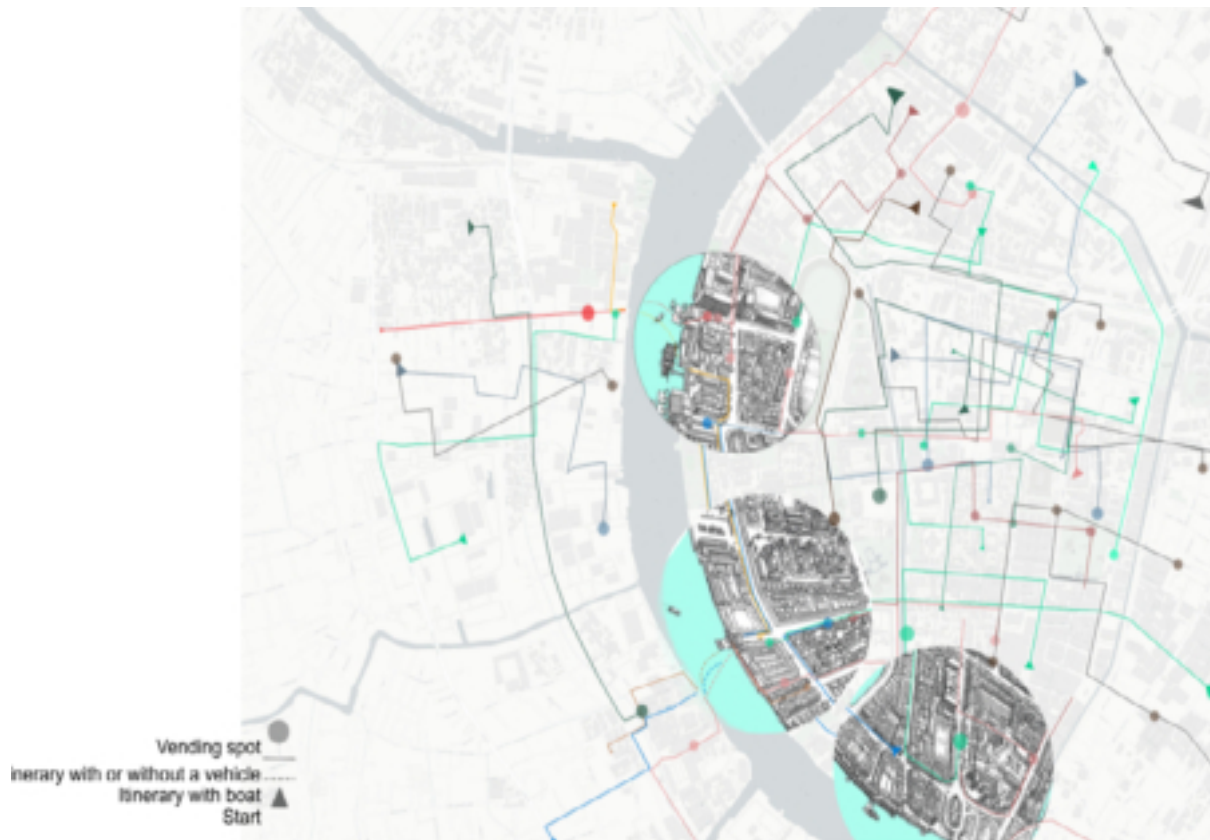 Vending spot
inerary with or without a vehicle
Itinerary with boat
Start